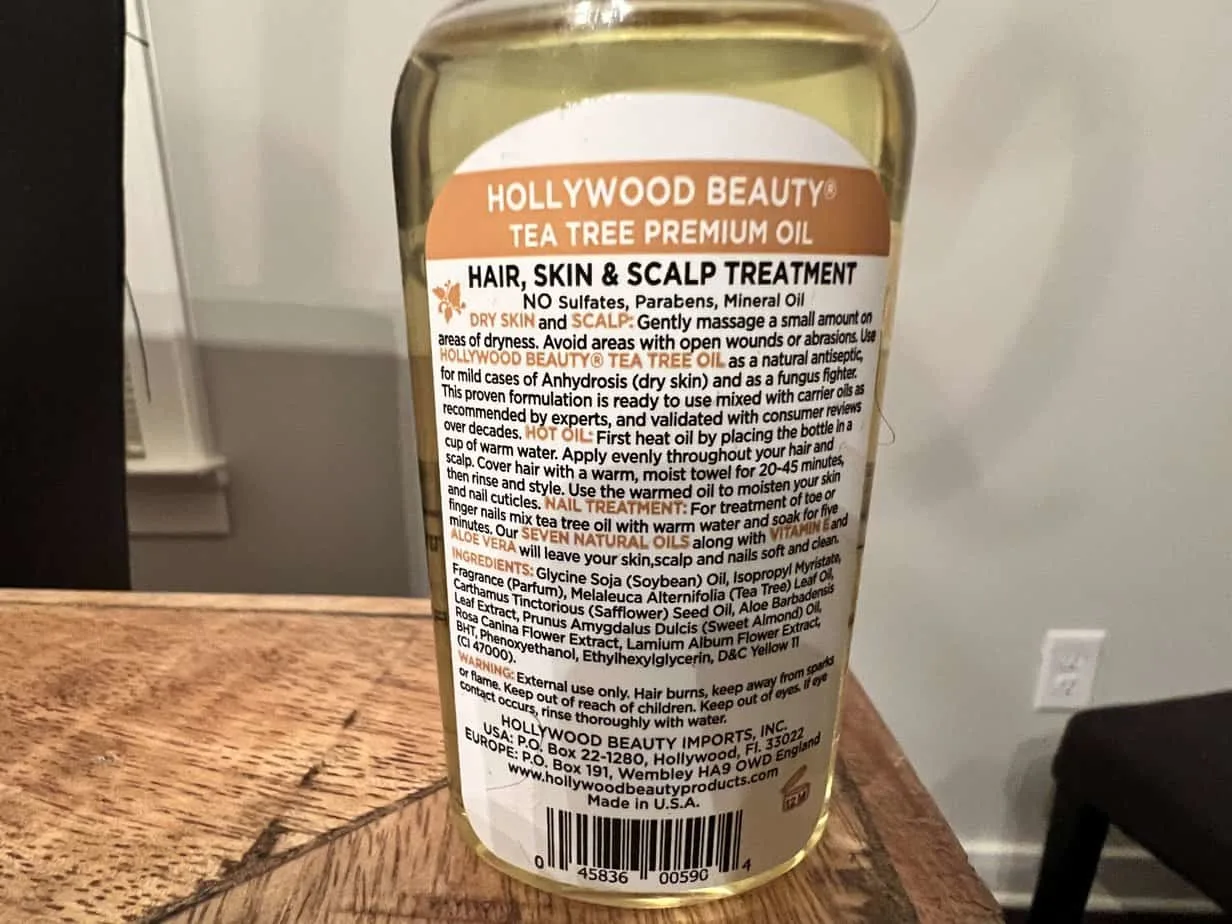 HOLLYWOOD BEAUTY®
TEA TREE PREMIUM OIL
HAIR, SKIN & SCALP TREATMENT
NO Sulfates, Parabens, Mineral Oil
DRY SKIN and SCALP: Gently massage a small amount on
areas of dryness. Avoid areas with open wounds or abrasions. Use
HOLLYWOOD BEAUTY® TEA TREE OIL as a natural antiseptic,
for mild cases of Anhydrosis (dry skin) and as a fungus fighter.
This proven formulation is ready to use mixed with carrier oils as
recommended by experts, and validated with consumer reviews
over decades. HOT OIL: First heat oil by placing the bottle in a
cup of warm water. Apply evenly throughout your hair and
scalp. Cover hair with a warm, moist towel for 20-45 minutes,
then rinse and style. Use the warmed oil to moisten your skin
and nail cuticles. NAIL TREATMENT: For treatment of toe or
finger nails mix tea tree oil with warm water and soak for five
minutes. Our SEVEN NATURAL OILS along with VITAMIN E and
ALOE VERA will leave your skin,scalp and nails soft and clean.
INGREDIENTS: Glycine Soja (Soybean) Oil, Isopropyl Myristate,
Fragrance (Parfum), Melaleuca Alternifolia (Tea Tree) Leaf Oil,
Carthamus Tinctorious (Safflower) Seed Oil, Aloe Barbadensis
Leaf Extract, Prunus Amygdalus Dulcis (Sweet Almond) Oil,
Rosa Canina Flower Extract, Lamium Album Flower Extract,
BHT, Phenoxyethanol, Ethylhexylglycerin, D&C Yellow 11
(CI 47000).
WARNING: External use only. Hair burns, keep away from sparks
or flame. Keep out of reach of children. Keep out of eyes. If eye
contact occurs, rinse thoroughly with water.
HOLLYWOOD BEAUTY IMPORTS, INC.
USA: P.O. Box 22-1280, Hollywood, Fl. 33022
EUROPE: P.O. Box 191, Wembley HA9 OWD England
www.hollywoodbeautyproducts.com
Made in U.S.A.
12 M
0 45836 00590 4